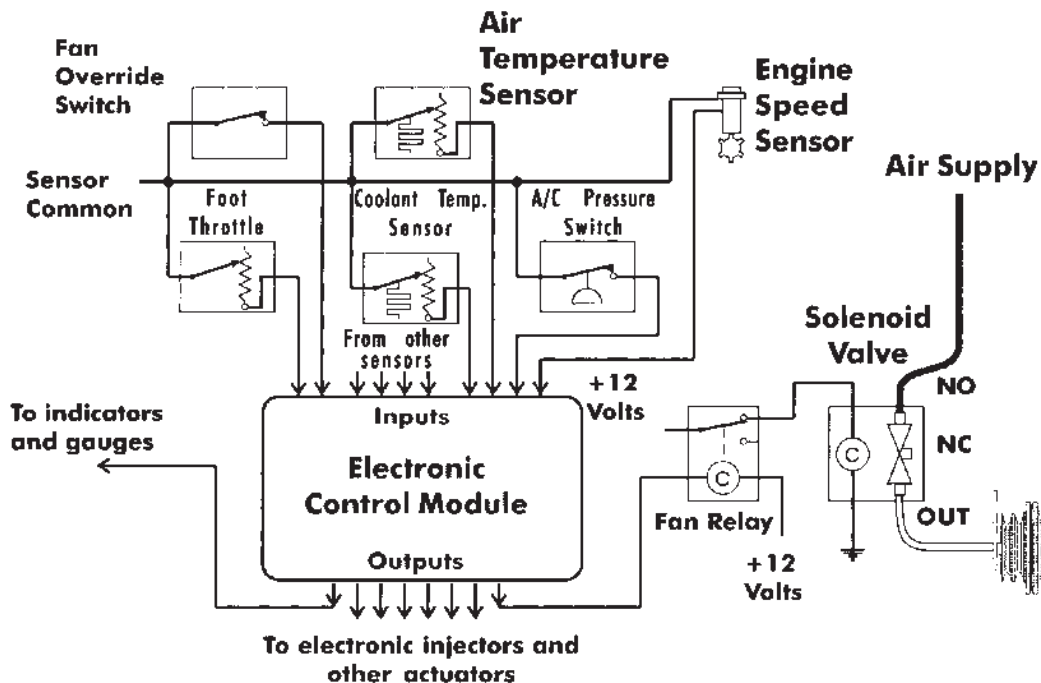 Fan
Override
Switch
Air
Temperature
Sensor
Engine
Speed
Sensor
Air Supply
Sensor
Common
Foot
Throttle
Coolant Temp.
Sensor
A/C Pressure
Switch
From other
sensors
+12
Volts
Solenoid
Valve
NO
NC
OUT
To indicators
and gauges
Inputs
Electronic
Control Module
Outputs
C
Fan Relay
C
+12
Volts
To electronic injectors and
other actuators